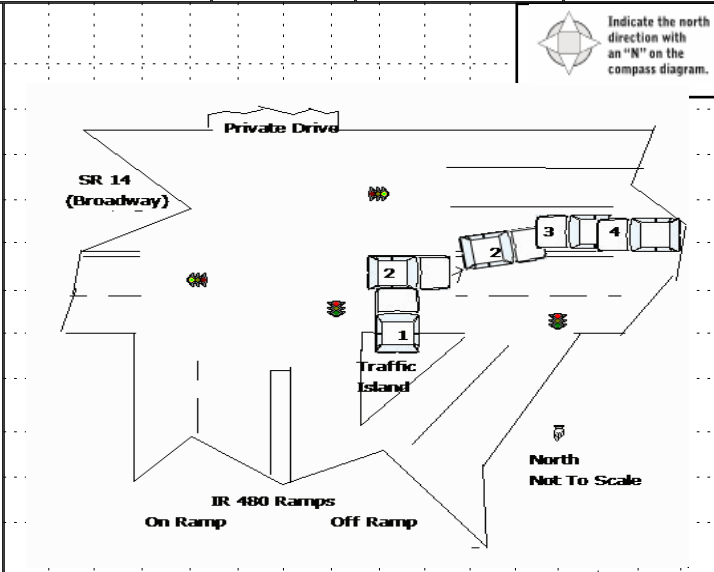 Indicate the north
direction with
an "N" on the
compass diagram.
Private Drive
SR 14
(Broadway)
2
3
4
2
1
Traffic
Island
North
Not To Scale
IR 480 Ramps
On Ramp
Off Ramp